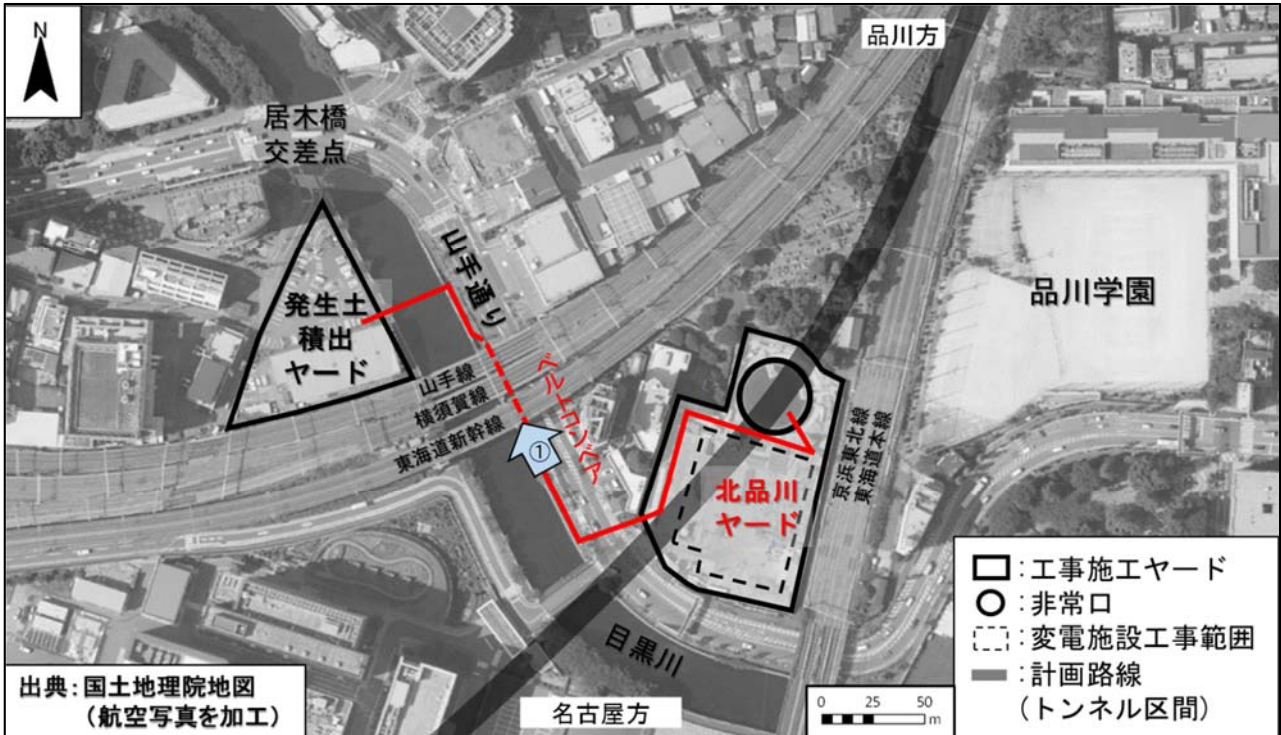 N
品川方
居木橋
交差点
山手通り
発生土
積出
ヤード
品川学園
山手線
横須賀線
東海道新幹線
ベルトコンベア
①
京浜東北線
東海道本線
北品川
ヤード
目黒川
名古屋方
:工事施工ヤード
:非常口
:変電施設工事範囲
:計画路線
(トンネル区間)
出典:国土地理院地図
(航空写真を加工)
0 25 50
m